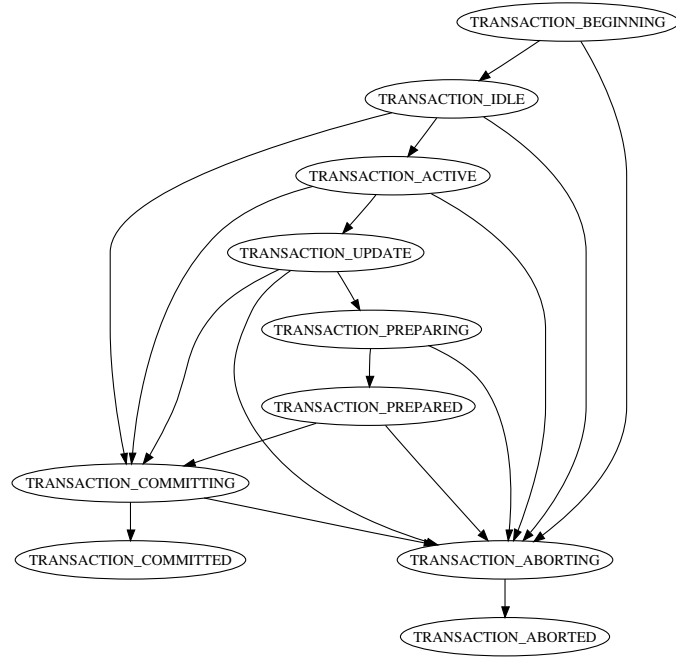 TRANSACTION_BEGINNING
TRANSACTION_IDLE
TRANSACTION_ACTIVE
TRANSACTION_UPDATE
TRANSACTION_PREPARING
TRANSACTION_PREPARED
TRANSACTION_COMMITTING
TRANSACTION_COMMITTED
TRANSACTION_ABORTING
TRANSACTION_ABORTED